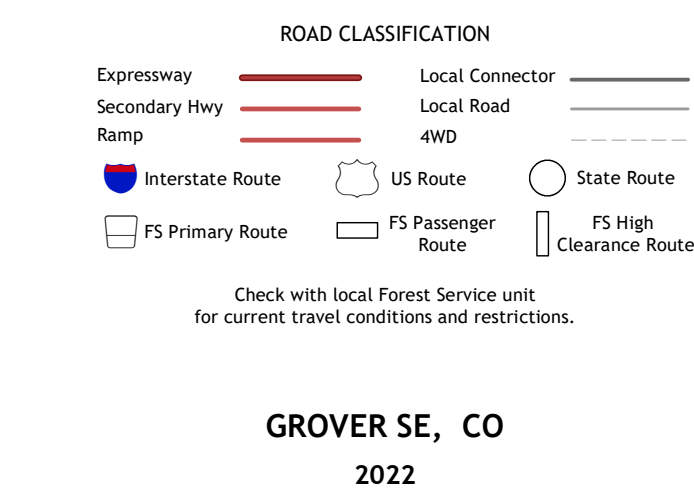 ROAD CLASSIFICATION
Expressway
Local Connector
Secondary Hwy
Local Road
Ramp
4WD
Interstate Route
US Route
State Route
FS Primary Route
FS Passenger
Route
FS High
Clearance Route
Check with local Forest Service unit
for current travel conditions and restrictions.
GROVER SE, CO
2022